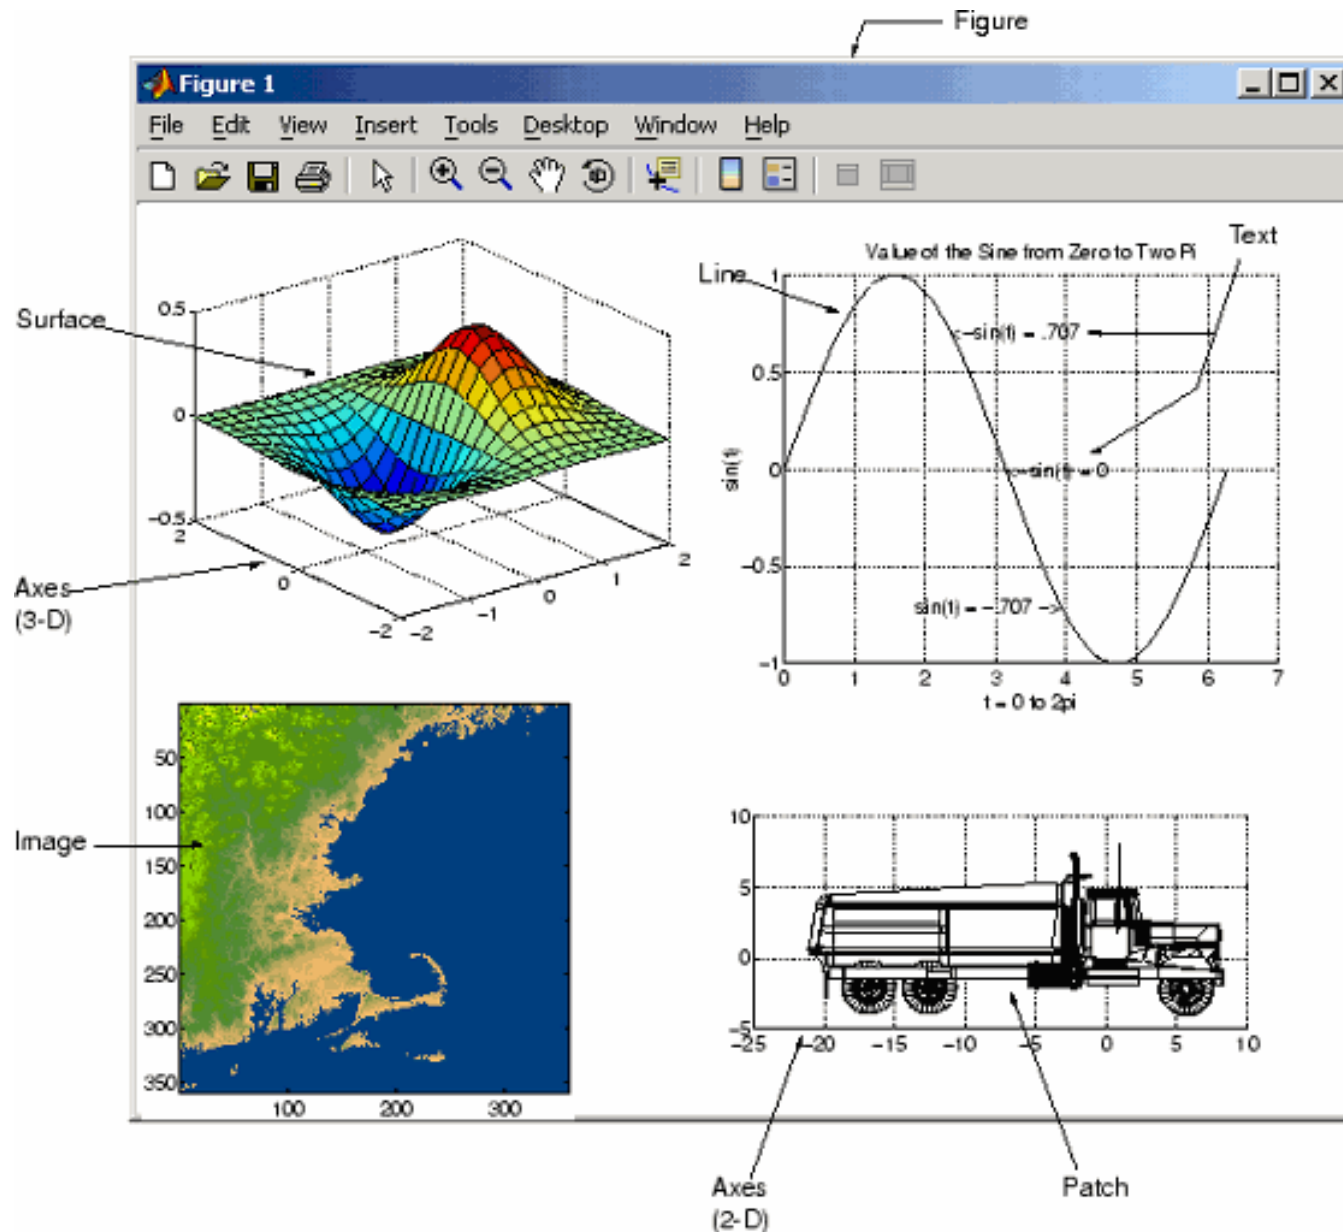 Figure
Figure 1
File Edit View Insert Tools Desktop Window Help
Surface
0.5
0
-0.5
2
0
-2
-2
-1
0
1
2
Axes
(3-D)
Text
Value of the Sine from Zero to Two Pi
Line
1
0.5
0
-0.5
-1
sin(t)
<-sin(t) = .707
<-sin(t) = 0
sin(t) = -.707 ->
0 1 2 3 4 5 6 7
t = 0 to 2pi
Image
50
100
150
200
250
300
350
100 200 300
10
5
0
-5
-25 -20 -15 -10 -5 0 5 10
Axes
(2-D)
Patch